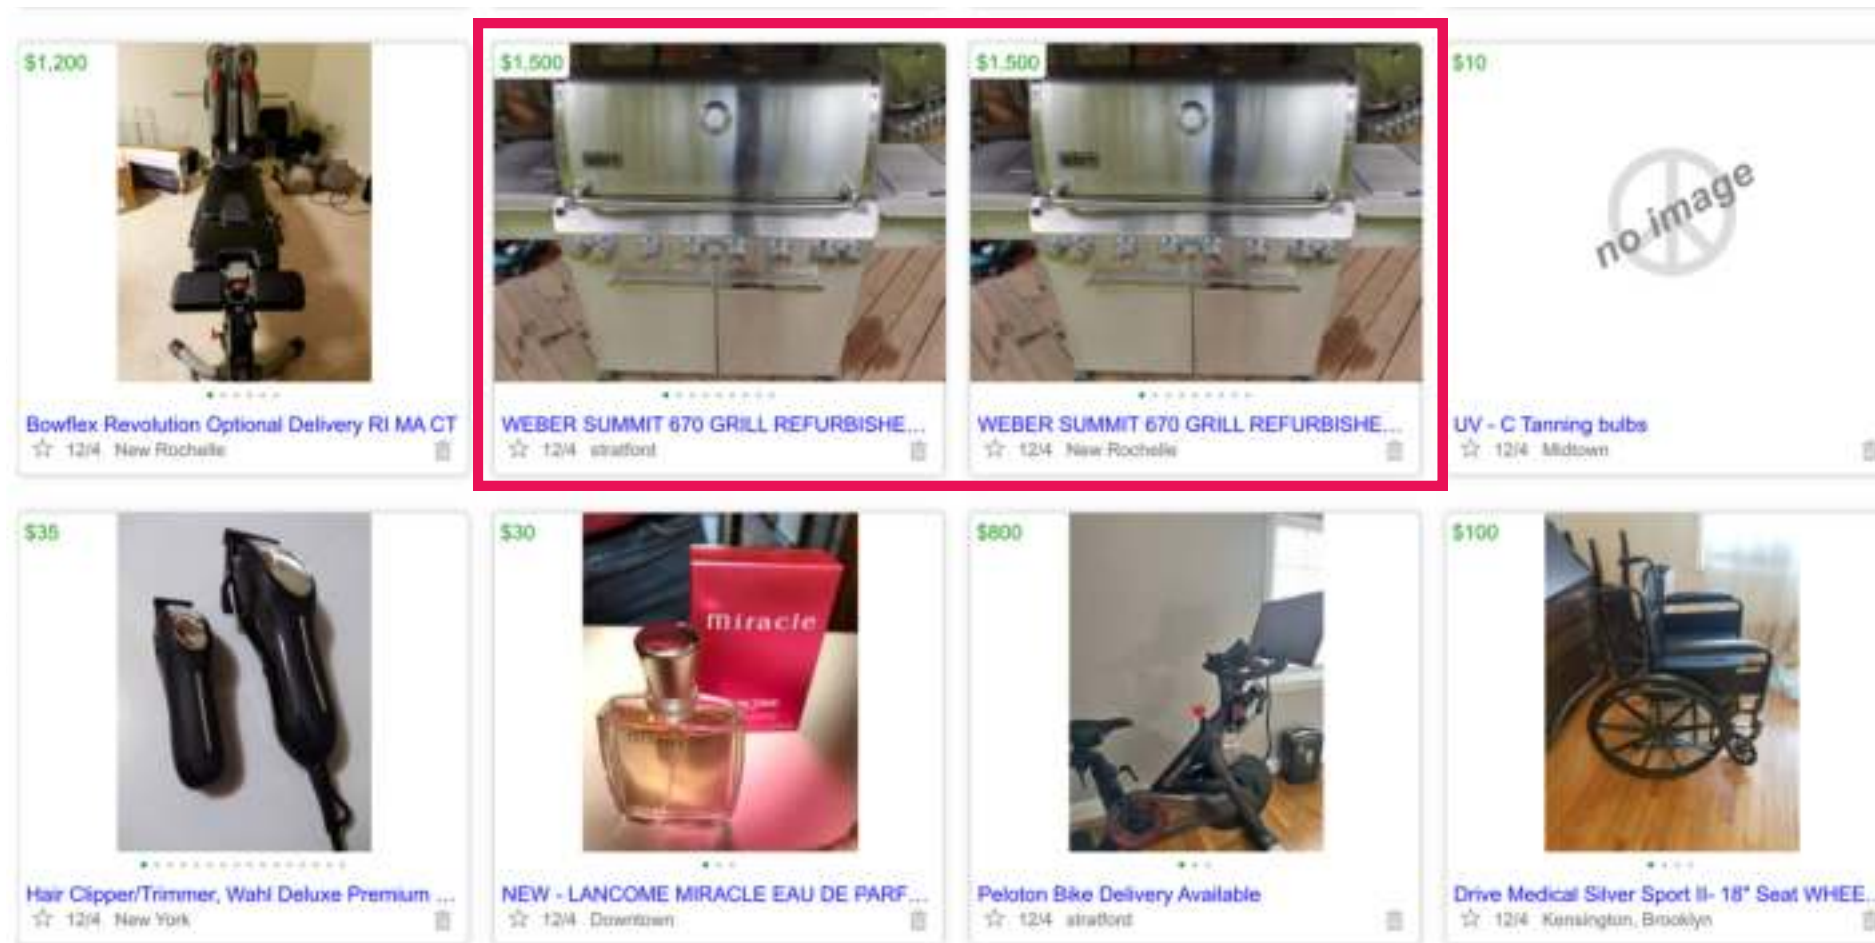 $1,200
$1,500
$1,500
$10
no image
Bowflex Revolution Optional Delivery RI MA CT
WEBER SUMMIT 670 GRILL REFURBISHE...
WEBER SUMMIT 670 GRILL REFURBISHE...
UV - C Tanning bulbs
12/4 New Rochelle
12/4 stratford
12/4 New Rochelle
12/4 Midtown
$35
$30
$800
$100
miracle
Hair Clipper/Trimmer, Wahl Deluxe Premium ...
NEW - LANCOME MIRACLE EAU DE PARF...
Peloton Bike Delivery Available
Drive Medical Silver Sport II- 18" Seat WHEE...
12/4 New York
12/4 Downtown
12/4 stratford
12/4 Kensington, Brooklyn